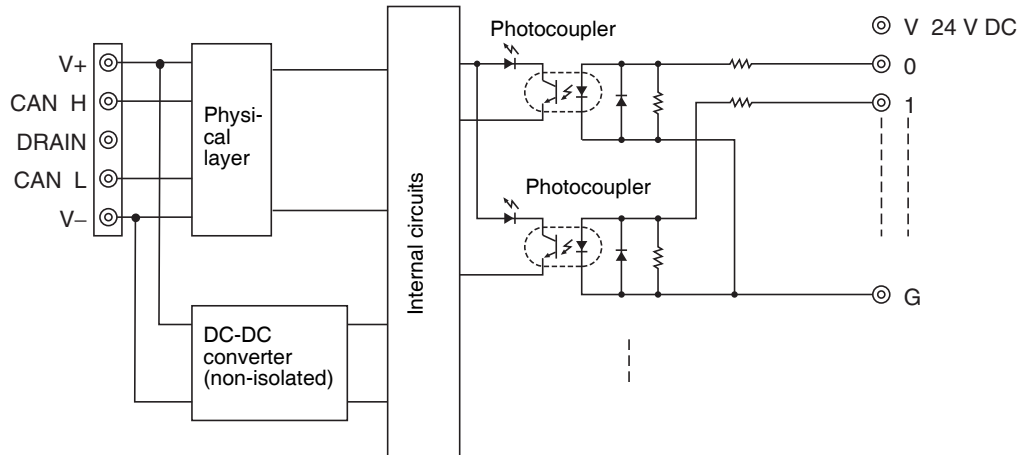 V+
CAN H
DRAIN
CAN L
V–
Physi-
cal
layer
DC-DC
converter
(non-isolated)
Internal circuits
Photocoupler
Photocoupler
V 24 V DC
0
1
G